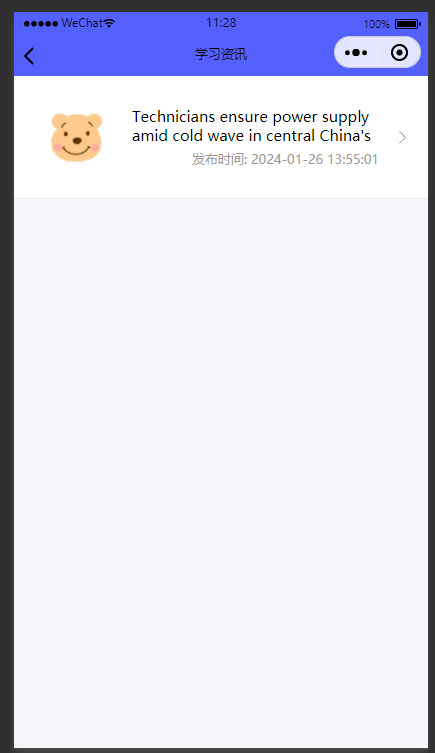 WeChat 11:28 100%
学习资讯
Technicians ensure power supply
amid cold wave in central China's
发布时间: 2024-01-26 13:55:01